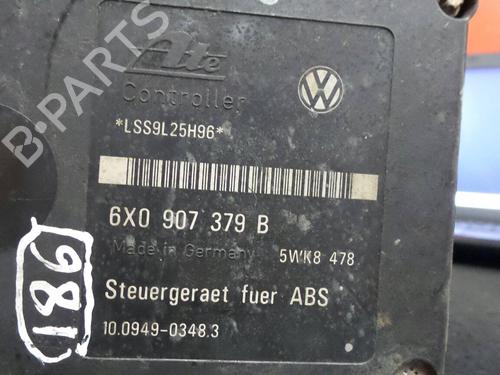 B-PARTS
Ate
Controller
*LSS9L25H96*
6X0 907 379 B
Made in Germany 5WK8 478
Steuergeraet fuer ABS
10.0949-0348.3
981